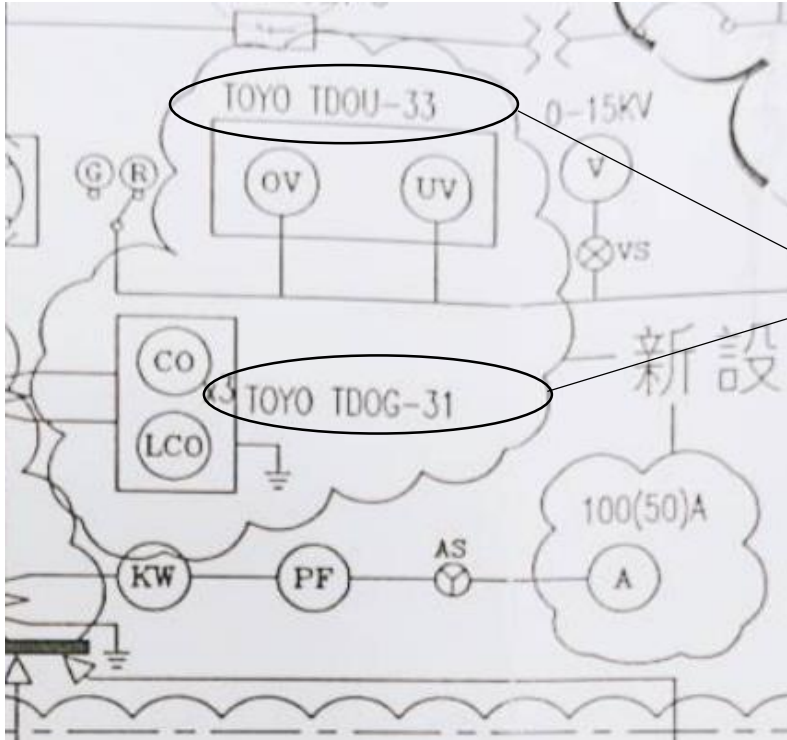 TOYO TDOU-33
0-15KV
G R
OV
UV
V
VS
CO
x3 TOYO TDOG-31
LCO
新設
100(50)A
AS
KW
PF
A